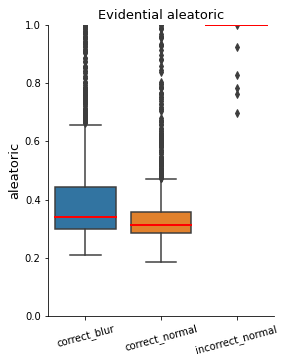 Evidential aleatoric
1.0
0.8
0.6
0.4
0.2
0.0
aleatoric
correct_blur
correct_normal
incorrect_normal